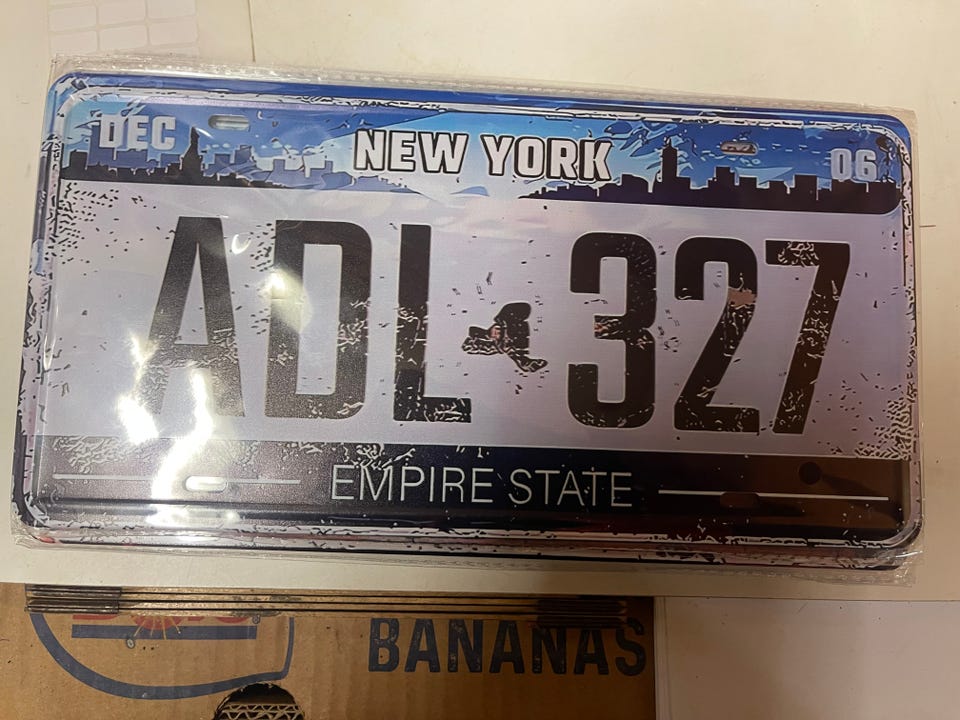 DEC
NEW YORK
06
ADL 327
EMPIRE STATE
BANANAS